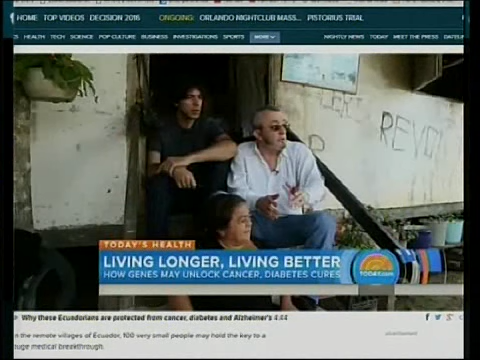 HOME TOP VIDEOS DECISION 2016 ONGOING: ORLANDO NIGHTCLUB MASS... PISTORIUS TRIAL
HEALTH TECH SCIENCE POP CULTURE BUSINESS INVESTIGATIONS SPORTS MORE NIGHTLY NEWS TODAY MEET THE PRESS
REVO
TODAY'S HEALTH
LIVING LONGER, LIVING BETTER
HOW GENES MAY UNLOCK CANCER, DIABETES CURES
TODAY.com
Why these Ecuadorians are protected from cancer, diabetes and Alzheimer's 4:44
n the remote villages of Ecuador, 100 very small people may hold the key to a
huge medical breakthrough.
advertisement